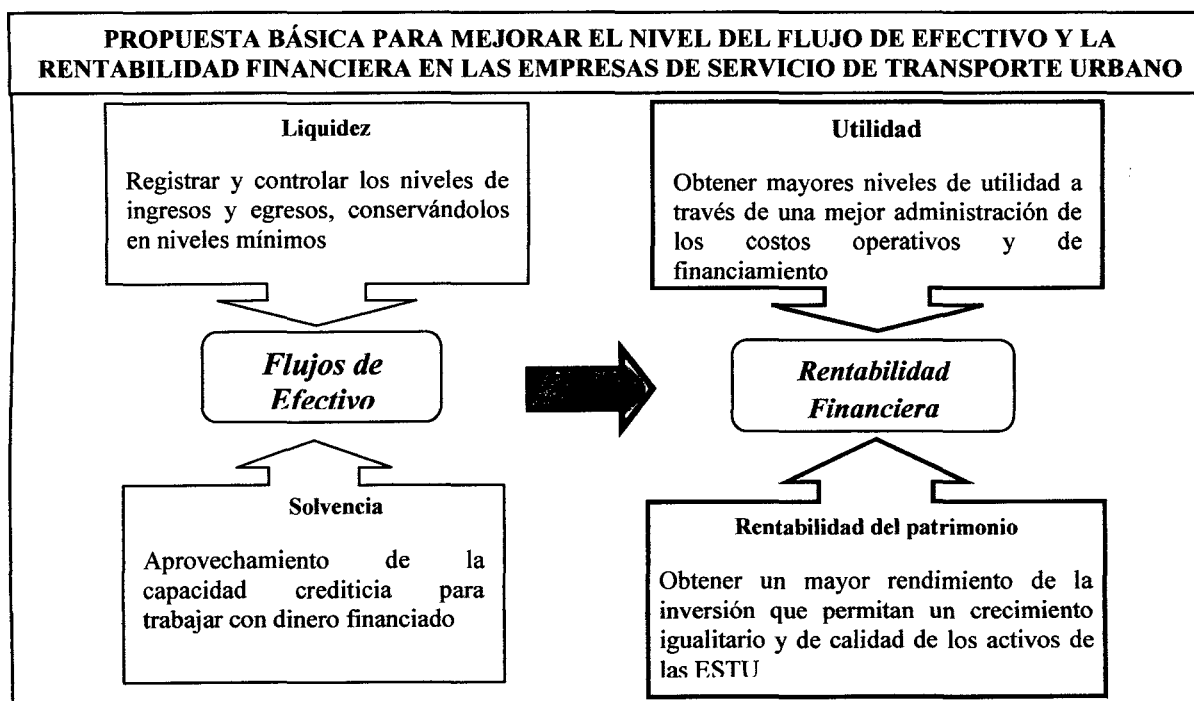 PROPUESTA BÁSICA PARA MEJORAR EL NIVEL DEL FLUJO DE EFECTIVO Y LA
RENTABILIDAD FINANCIERA EN LAS EMPRESAS DE SERVICIO DE TRANSPORTE URBANO
Liquidez
Registrar y controlar los niveles de
ingresos y egresos, conservándolos
en niveles mínimos
Utilidad
Obtener mayores niveles de utilidad a
través de una mejor administración de
los costos operativos y de
financiamiento
Flujos de
Efectivo
Rentabilidad
Financiera
Solvencia
Aprovechamiento de la
capacidad crediticia para
trabajar con dinero financiado
Rentabilidad del patrimonio
Obtener un mayor rendimiento de la
inversión que permitan un crecimiento
igualitario y de calidad de los activos de
las ESTU